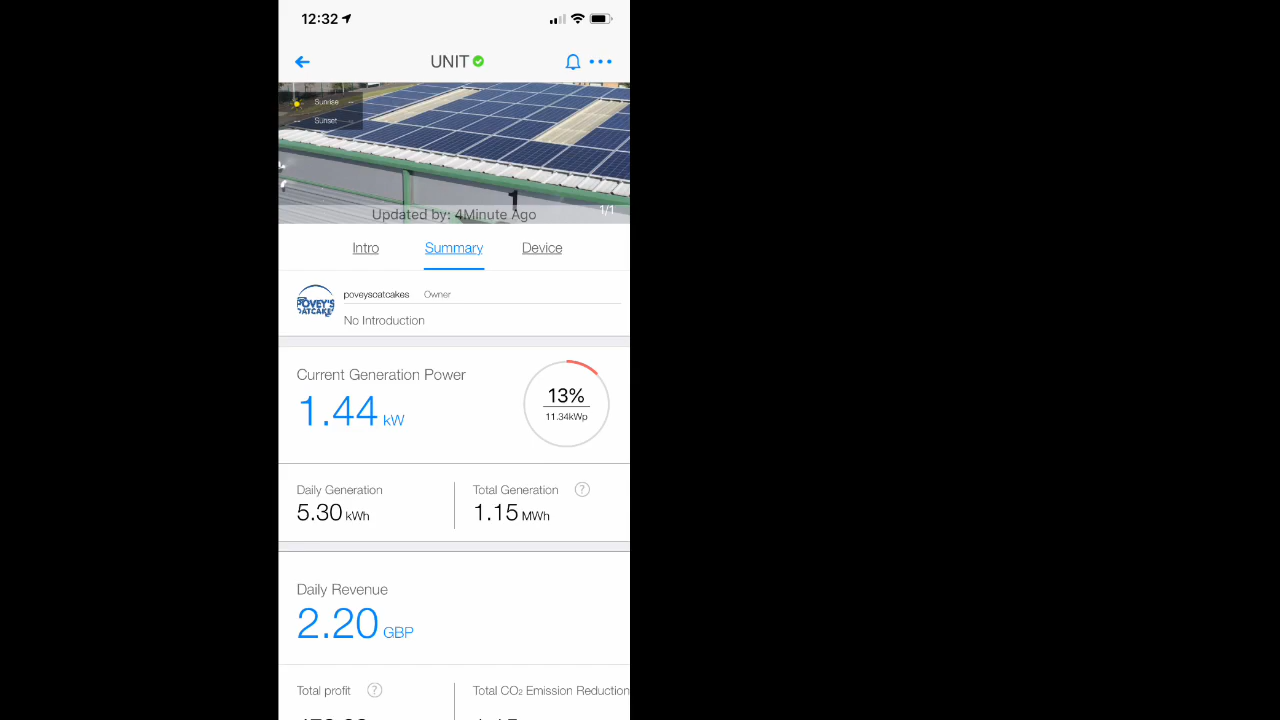 12:32
UNIT
Sunrise --
-- Sunset --
Updated by: 4Minute Ago
1/1
Intro Summary Device
POVEY'S
OATCAKE
poveysoatcakes Owner
No Introduction
Current Generation Power
1.44 kW
13%
11.34kWp
Daily Generation
5.30 kWh
Total Generation ?
1.15 MWh
Daily Revenue
2.20 GBP
Total profit ?
Total CO₂ Emission Reduction